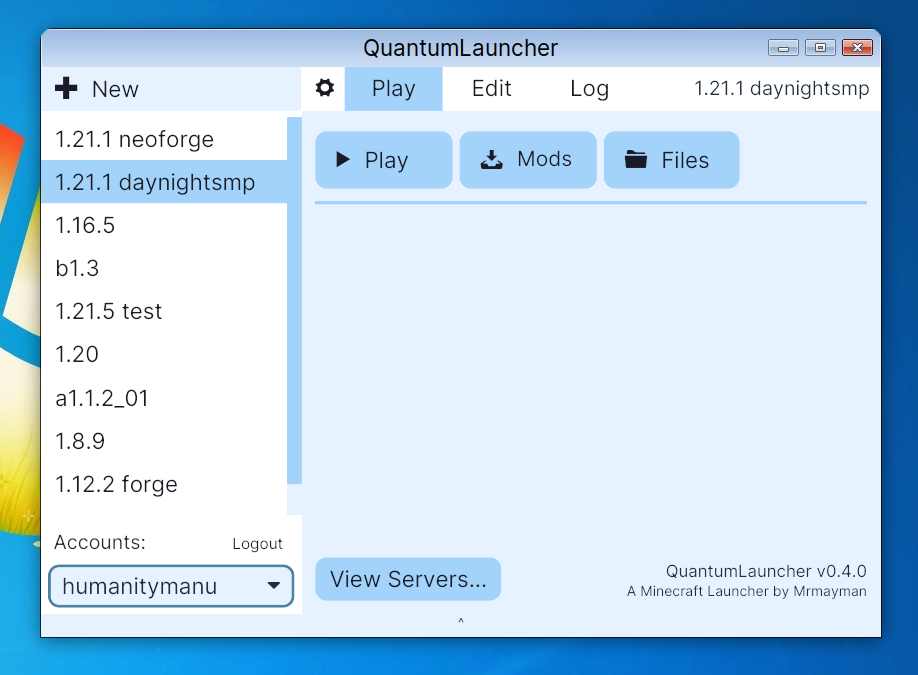 QuantumLauncher
New
Play
Edit
Log
1.21.1 daynightsmp
1.21.1 neoforge
1.21.1 daynightsmp
1.16.5
b1.3
1.21.5 test
1.20
a1.1.2_01
1.8.9
1.12.2 forge
Accounts:
Logout
humanitymanu
Play
Mods
Files
View Servers...
QuantumLauncher v0.4.0
A Minecraft Launcher by Mrmayman
^